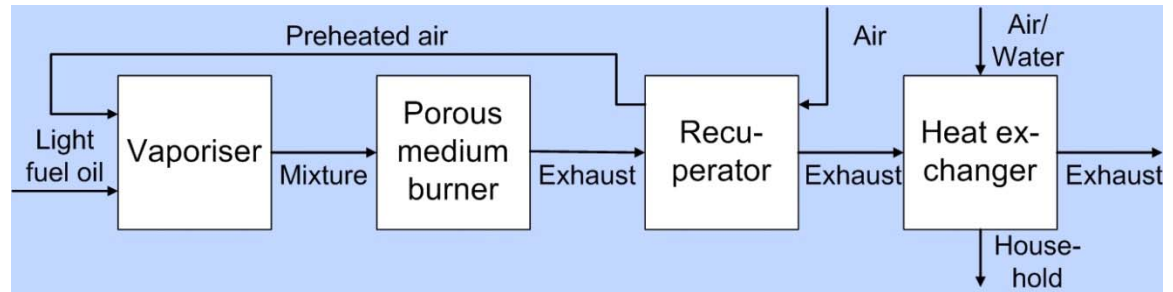 Preheated air
Air
Air/
Water
Light
fuel oil
Vaporiser
Mixture
Porous
medium
burner
Exhaust
Recu-
perator
Exhaust
Heat ex-
changer
Exhaust
House-
hold